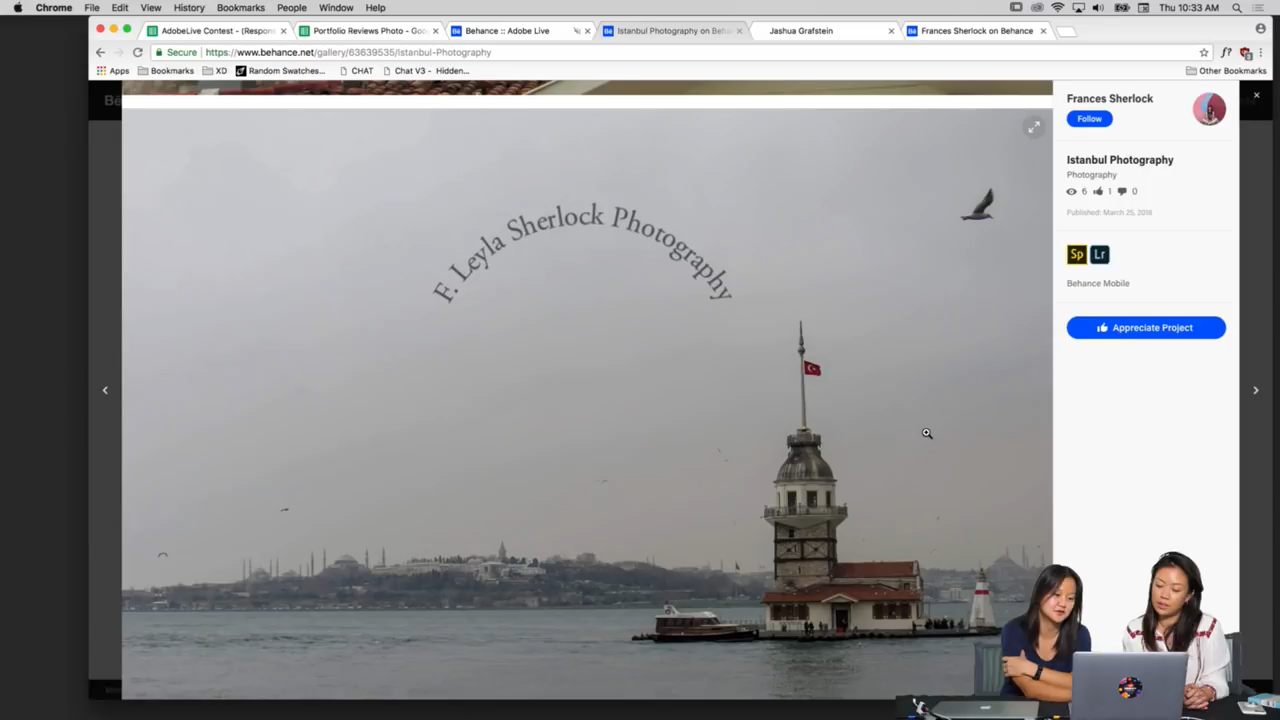 Chrome File Edit View History Bookmarks People Window Help
Thu 10:33 AM
AdobeLive Contest - (Respon
Portfolio Reviews Photo - Goo
Behance :: Adobe Live
Istanbul Photography on Beh
Jashua Grafstein
Frances Sherlock on Behance
Secure https://www.behance.net/gallery/63639535/Istanbul-Photography
f?
Apps Bookmarks XD Random Swatches... CHAT Chat V3 - Hidden...
Other Bookmarks
Bē
F. Leyla Sherlock Photography
Frances Sherlock
Follow
Istanbul Photography
Photography
6 1 0
Published: March 25, 2018
Sp Lr
Behance Mobile
Appreciate Project